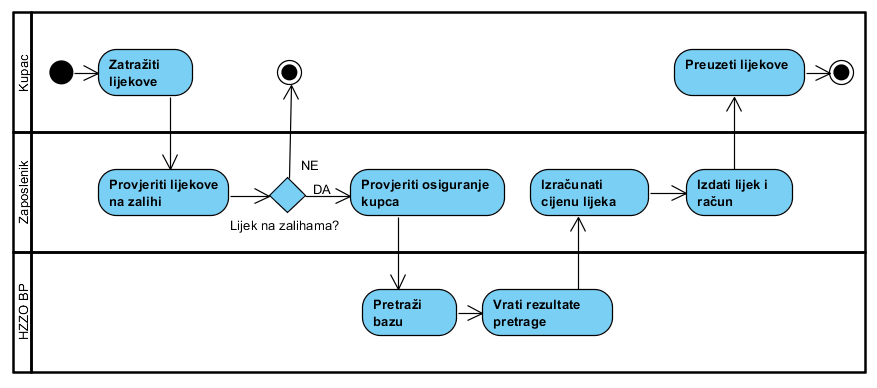 Kupac
Zatražiti
lijekove
Preuzeti lijekove
Zaposlenik
Provjeriti lijekove
na zalihi
Lijek na zalihama?
NE
DA
Provjeriti osiguranje
kupca
Izračunati
cijenu lijeka
Izdati lijek i
račun
HZZO BP
Pretraži
bazu
Vrati rezultate
pretrage